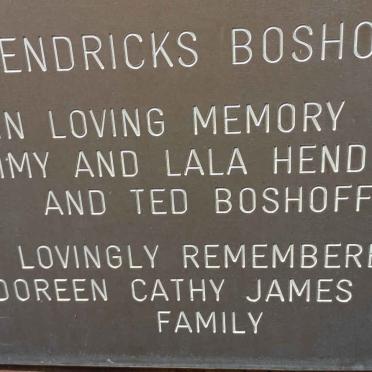 ENDRICKS BOSHO
N LOVING MEMORY
MMY AND LALA HEND
AND TED BOSHOFF
LOVINGLY REMEMBERE
DOREEN CATHY JAMES
FAMILY